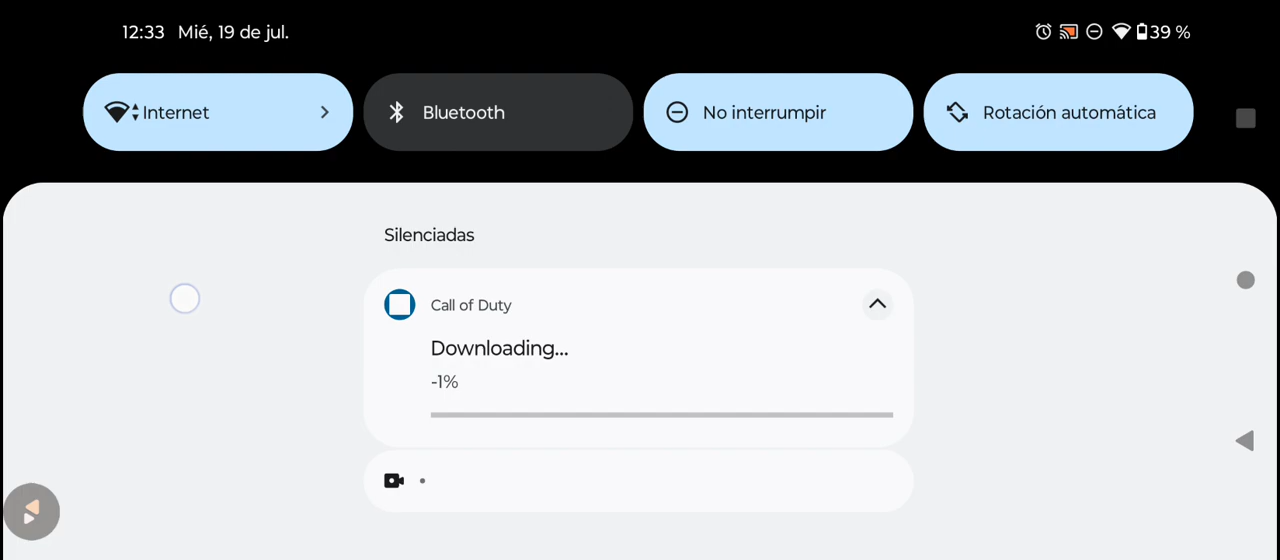 12:33 Mié, 19 de jul.
39 %
Internet
Bluetooth
No interrumpir
Rotación automática
Silenciadas
Call of Duty
Downloading...
-1%